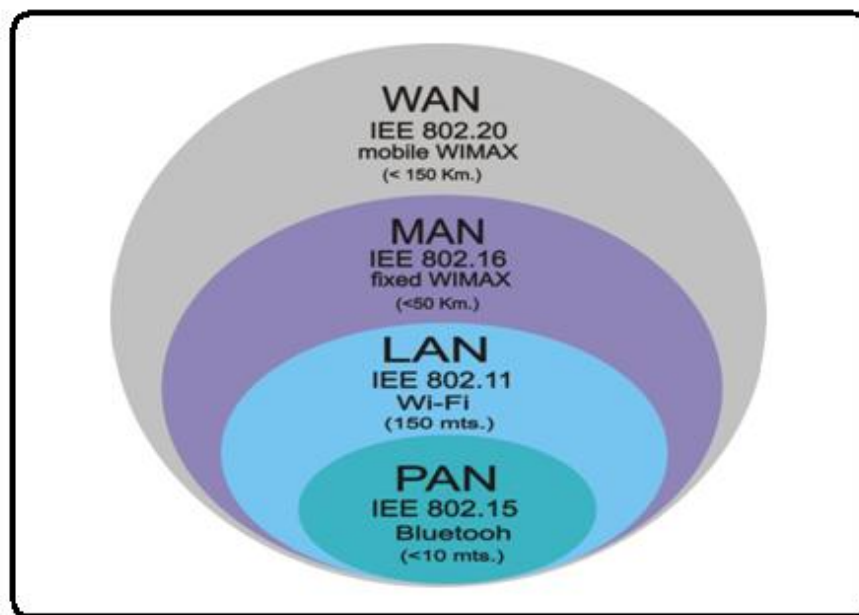 WAN
IEE 802.20
mobile WIMAX
(< 150 Km.)
MAN
IEE 802.16
fixed WIMAX
(<50 Km.)
LAN
IEE 802.11
Wi-Fi
(150 mts.)
PAN
IEE 802.15
Bluetooh
(<10 mts.)